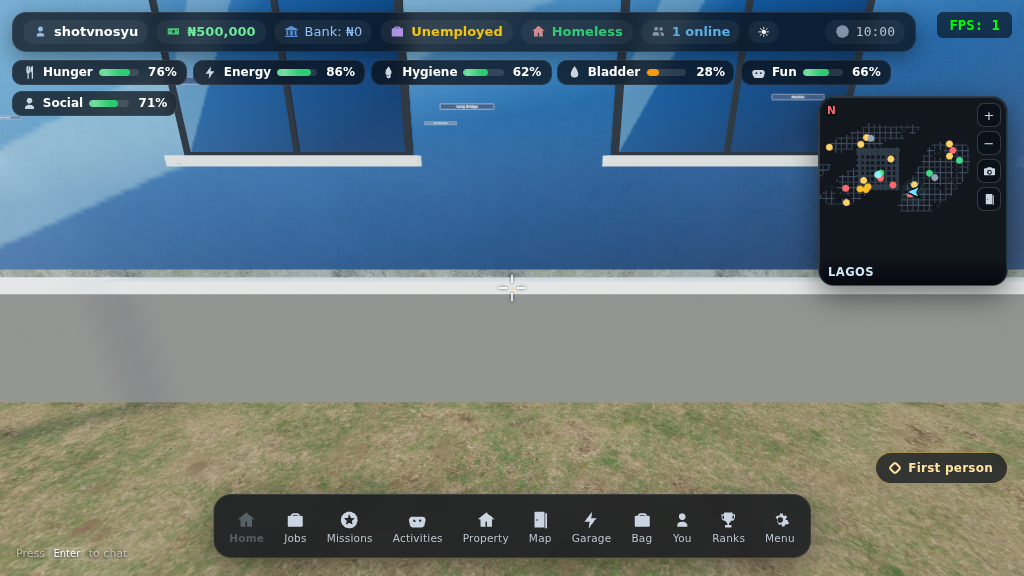 shotvnosyu ₦500,000 Bank: ₦0 Unemployed Homeless 1 online 10:00
FPS: 1
Hunger 76% Energy 86% Hygiene 62% Bladder 28% Fun 66%
Social 71%
N
LAGOS
First person
Home Jobs Missions Activities Property Map Garage Bag You Ranks Menu
Press Enter to chat